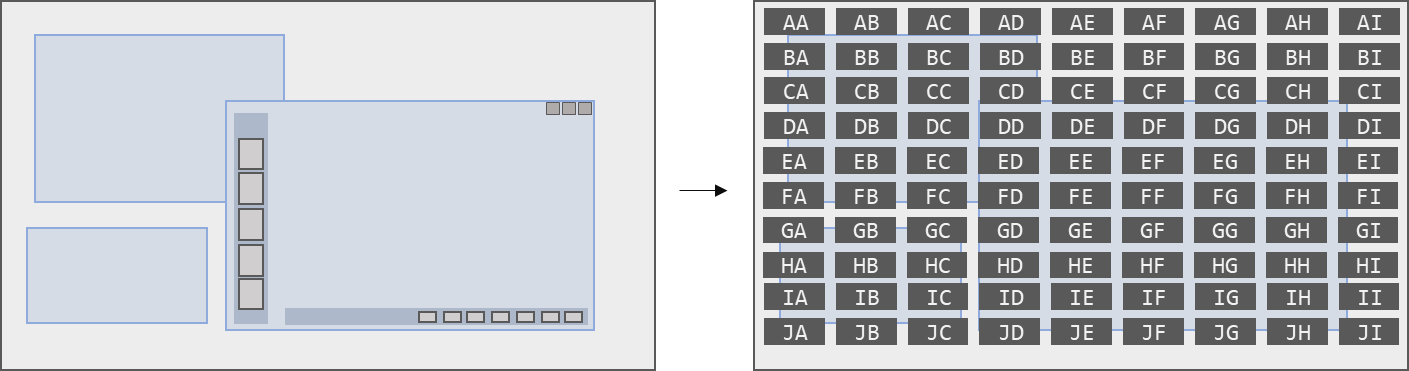 AA AB AC AD AE AF AG AH AI
BA BB BC BD BE BF BG BH BI
CA CB CC CD CE CF CG CH CI
DA DB DC DD DE DF DG DH DI
EA EB EC ED EE EF EG EH EI
FA FB FC FD FE FF FG FH FI
GA GB GC GD GE GF GG GH GI
HA HB HC HD HE HF HG HH HI
IA IB IC ID IE IF IG IH II
JA JB JC JD JE JF JG JH JI